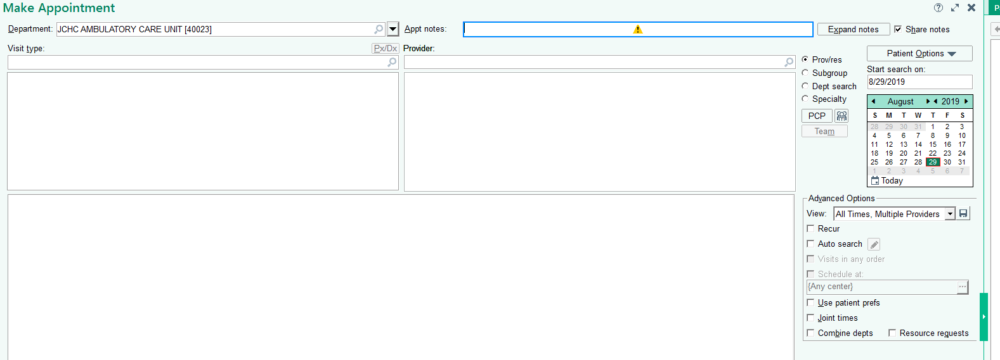 Make Appointment
Department: JCHC AMBULATORY CARE UNIT [40023] Appt notes: Expand notes Share notes
Visit type: Px/Dx Provider:
Prov/res
Subgroup
Dept search
Specialty
PCP
Team
Patient Options
Start search on:
8/29/2019
August 2019
S M T W T F S
28 29 30 31 1 2 3
4 5 6 7 8 9 10
11 12 13 14 15 16 17
18 19 20 21 22 23 24
25 26 27 28 29 30 31
1 2 3 4 5 6 7
Today
Advanced Options
View: All Times, Multiple Providers
Recur
Auto search
Visits in any order
Schedule at:
{Any center}
Use patient prefs
Joint times
Combine depts Resource requests
P